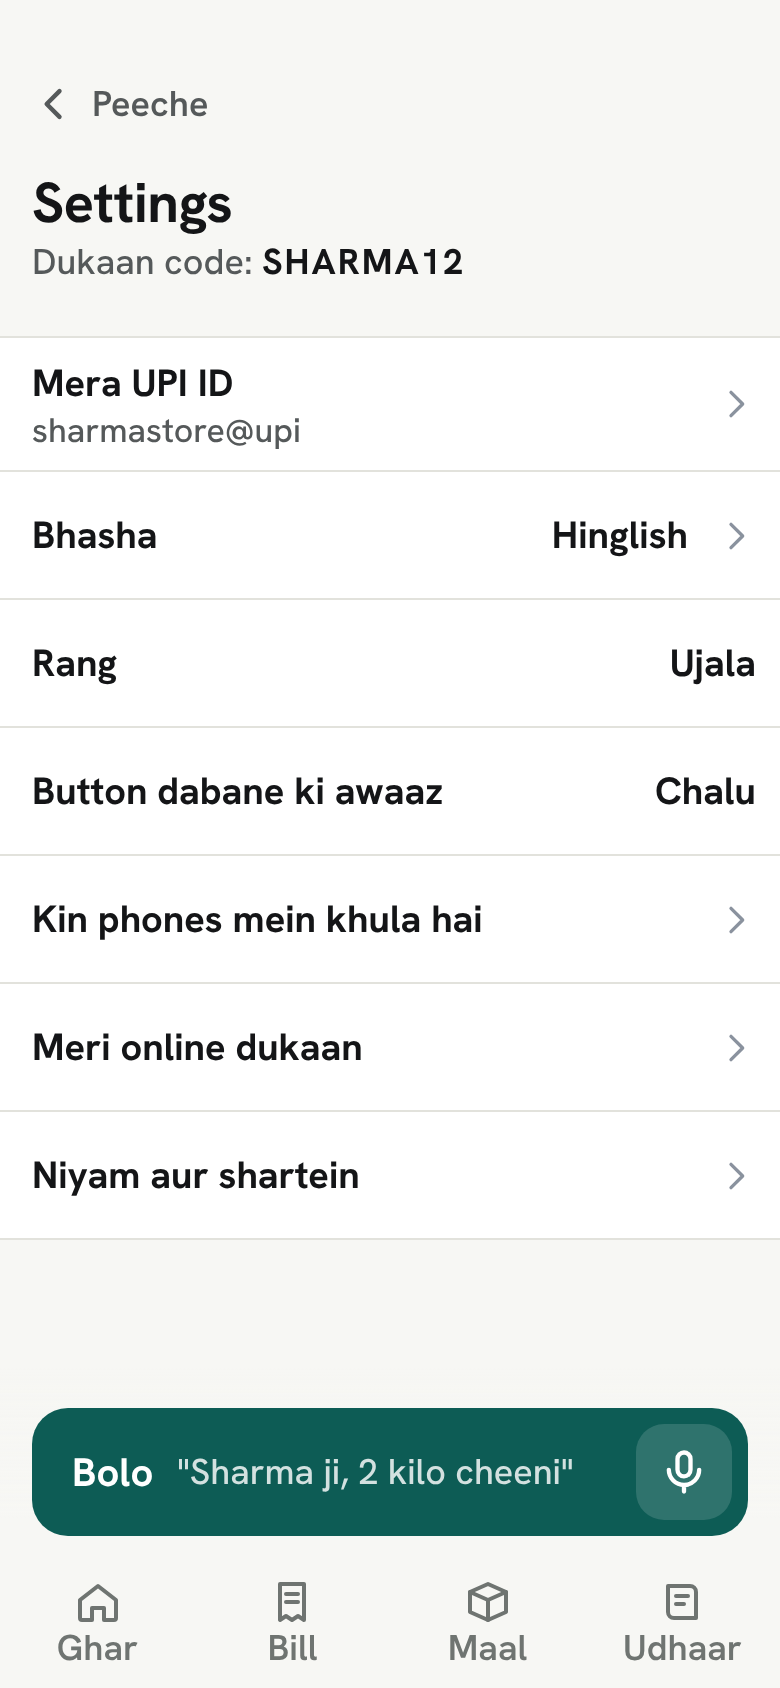 Peeche
Settings
Dukaan code: SHARMA12
Mera UPI ID
sharmastore@upi
Bhasha Hinglish
Rang Ujala
Button dabane ki awaaz Chalu
Kin phones mein khula hai
Meri online dukaan
Niyam aur shartein
Bolo "Sharma ji, 2 kilo cheeni"
Ghar Bill Maal Udhaar